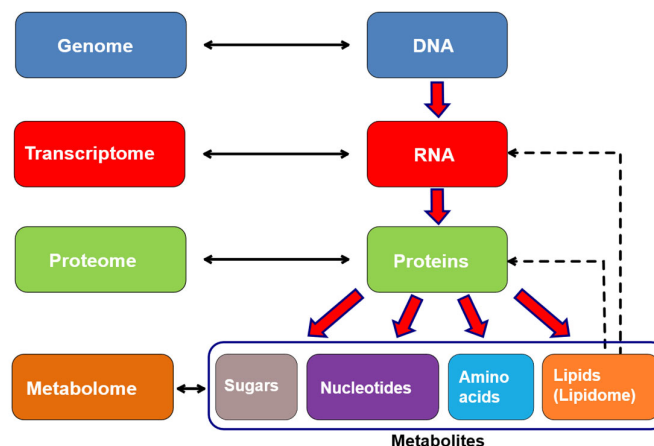 Genome
DNA
Transcriptome
RNA
Proteome
Proteins
Metabolome
Sugars
Nucleotides
Amino
acids
Lipids
(Lipidome)
Metabolites